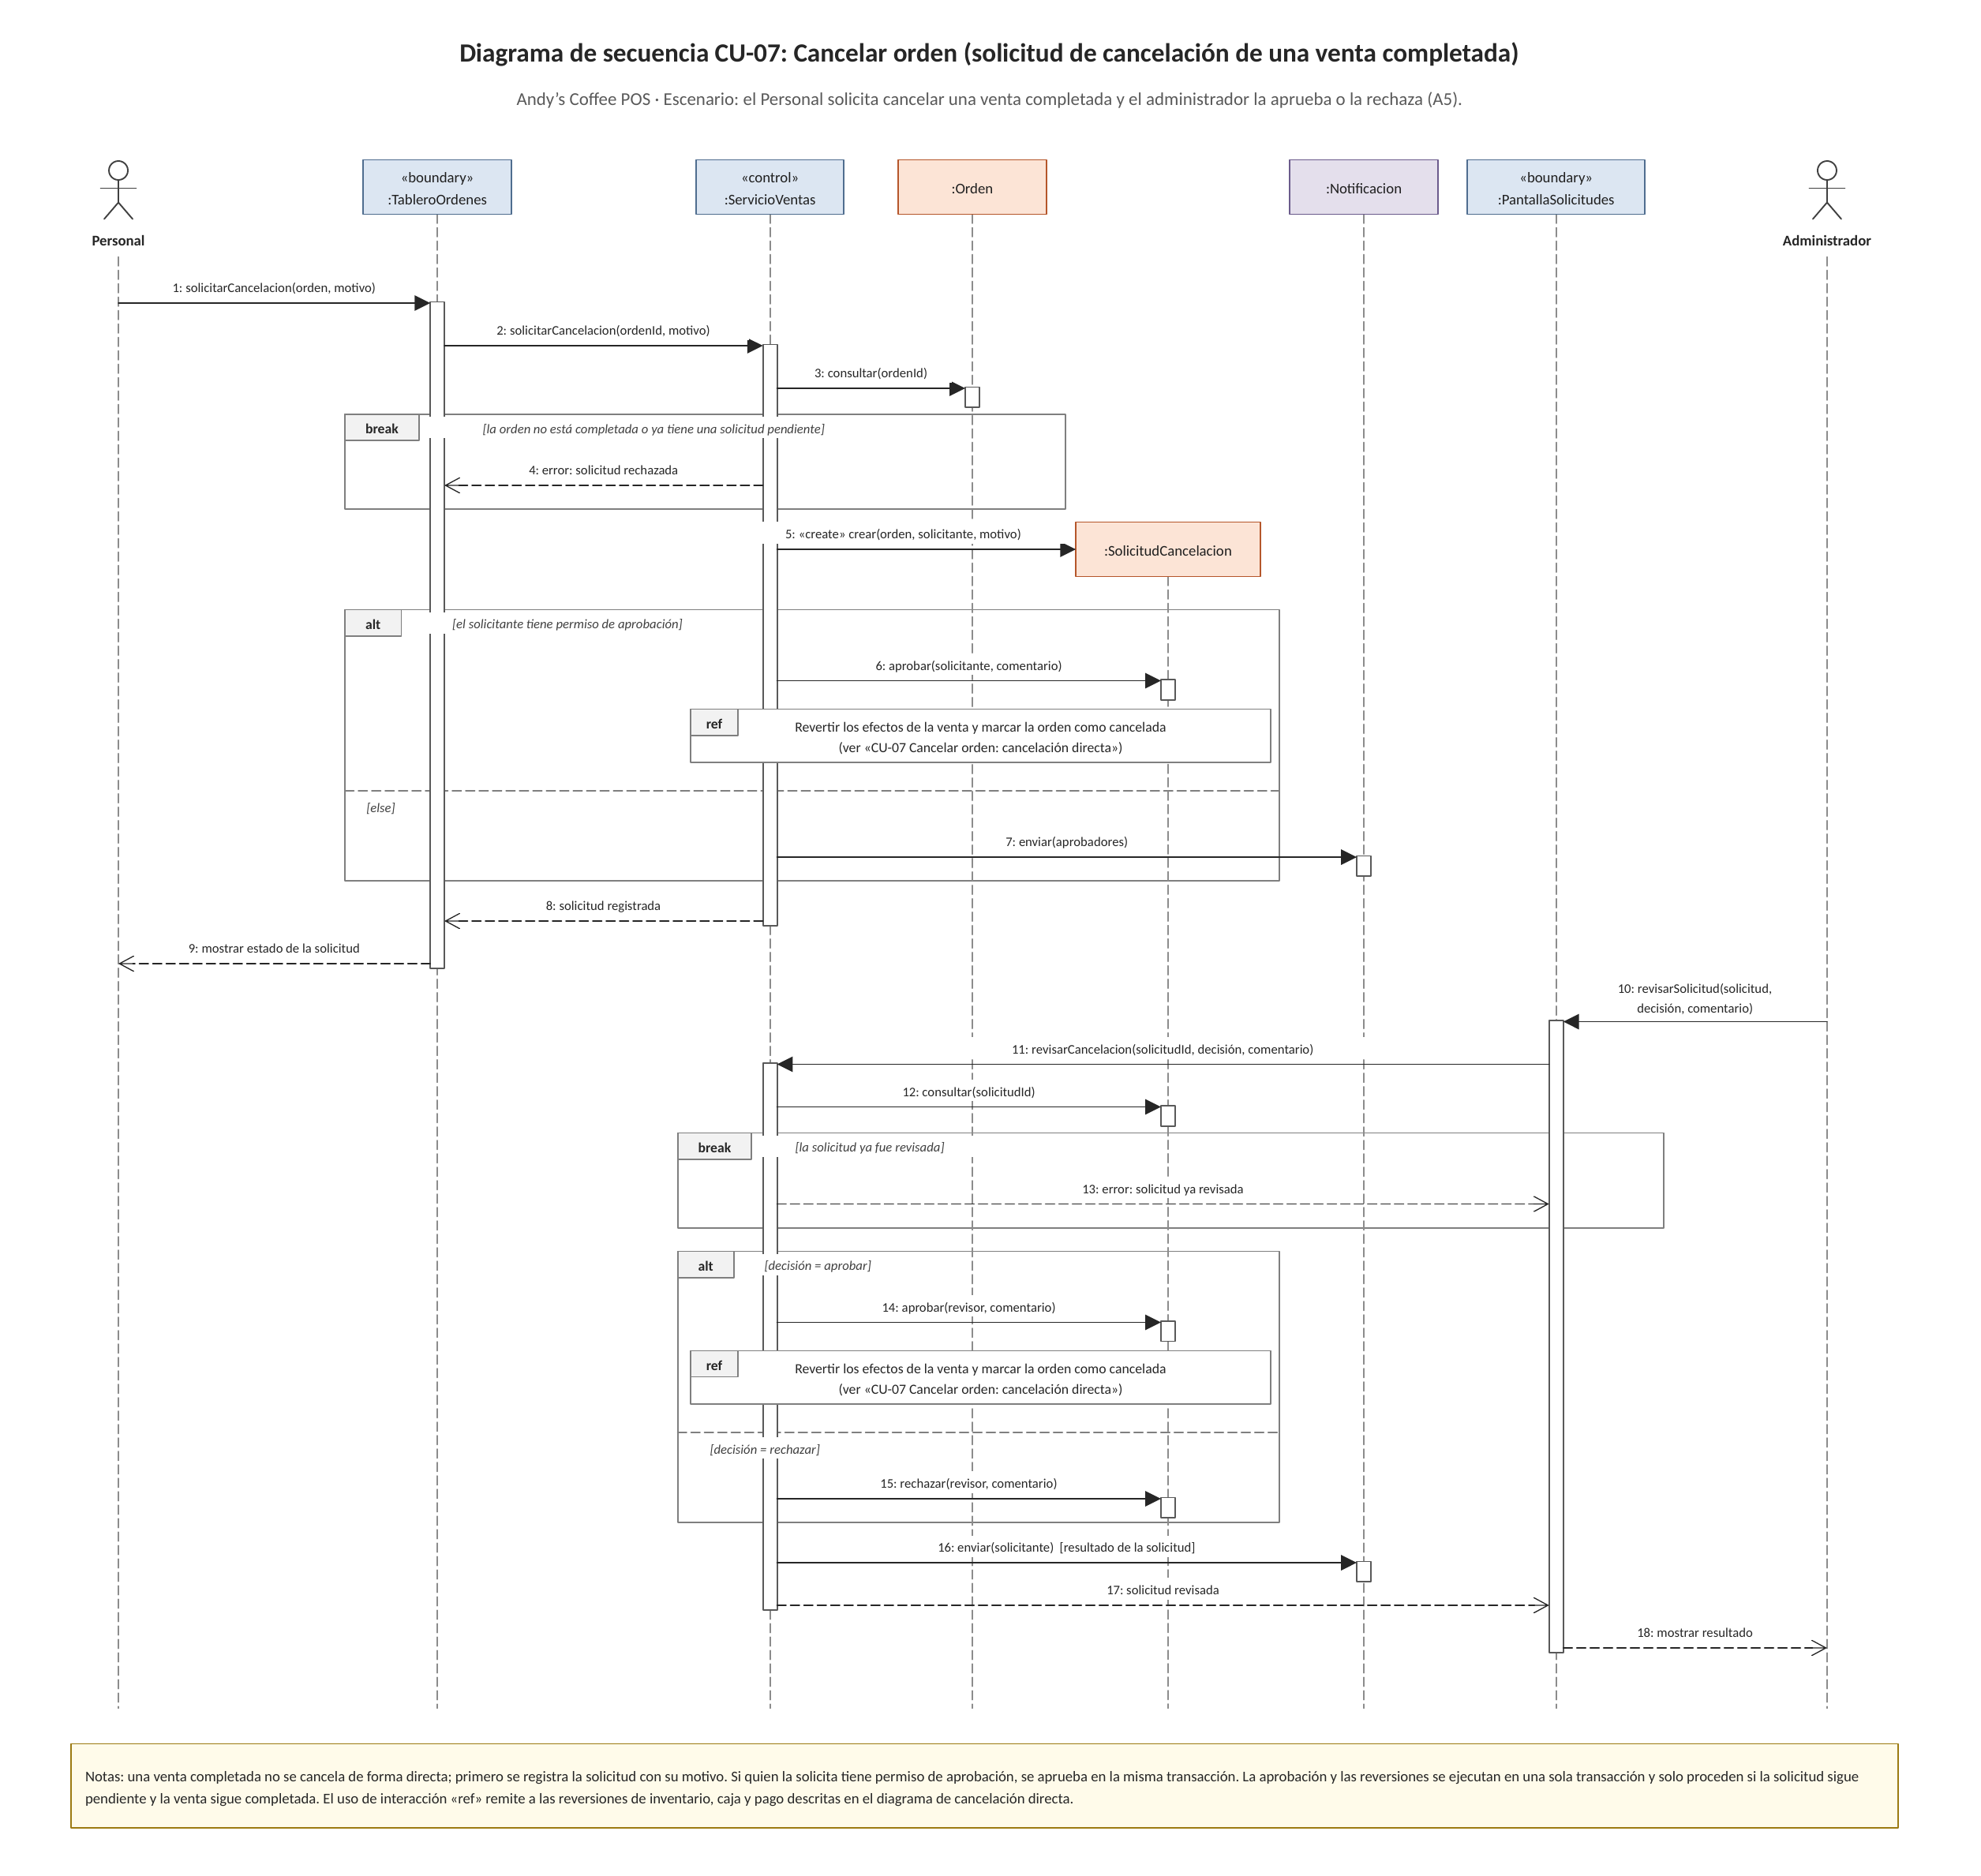 Diagrama de secuencia CU-07: Cancelar orden (solicitud de cancelación de una venta completada)
Andy’s Coffee POS · Escenario: el Personal solicita cancelar una venta completada y el administrador la aprueba o la rechaza (A5).
«boundary»
:TableroOrdenes
«control»
:ServicioVentas
:Orden
:Notificacion
«boundary»
:PantallaSolicitudes
Personal
Administrador
1: solicitarCancelacion(orden, motivo)
2: solicitarCancelacion(ordenId, motivo)
3: consultar(ordenId)
break
[la orden no está completada o ya tiene una solicitud pendiente]
4: error: solicitud rechazada
5: «create» crear(orden, solicitante, motivo)
:SolicitudCancelacion
alt
[el solicitante tiene permiso de aprobación]
6: aprobar(solicitante, comentario)
ref
Revertir los efectos de la venta y marcar la orden como cancelada
(ver «CU-07 Cancelar orden: cancelación directa»)
[else]
7: enviar(aprobadores)
8: solicitud registrada
9: mostrar estado de la solicitud
10: revisarSolicitud(solicitud,
decisión, comentario)
11: revisarCancelacion(solicitudId, decisión, comentario)
12: consultar(solicitudId)
break
[la solicitud ya fue revisada]
13: error: solicitud ya revisada
alt
[decisión = aprobar]
14: aprobar(revisor, comentario)
ref
Revertir los efectos de la venta y marcar la orden como cancelada
(ver «CU-07 Cancelar orden: cancelación directa»)
[decisión = rechazar]
15: rechazar(revisor, comentario)
16: enviar(solicitante) [resultado de la solicitud]
17: solicitud revisada
18: mostrar resultado
Notas: una venta completada no se cancela de forma directa; primero se registra la solicitud con su motivo. Si quien la solicita tiene permiso de aprobación, se aprueba en la misma transacción. La aprobación y las reversiones se ejecutan en una sola transacción y solo proceden si la solicitud sigue
pendiente y la venta sigue completada. El uso de interacción «ref» remite a las reversiones de inventario, caja y pago descritas en el diagrama de cancelación directa.